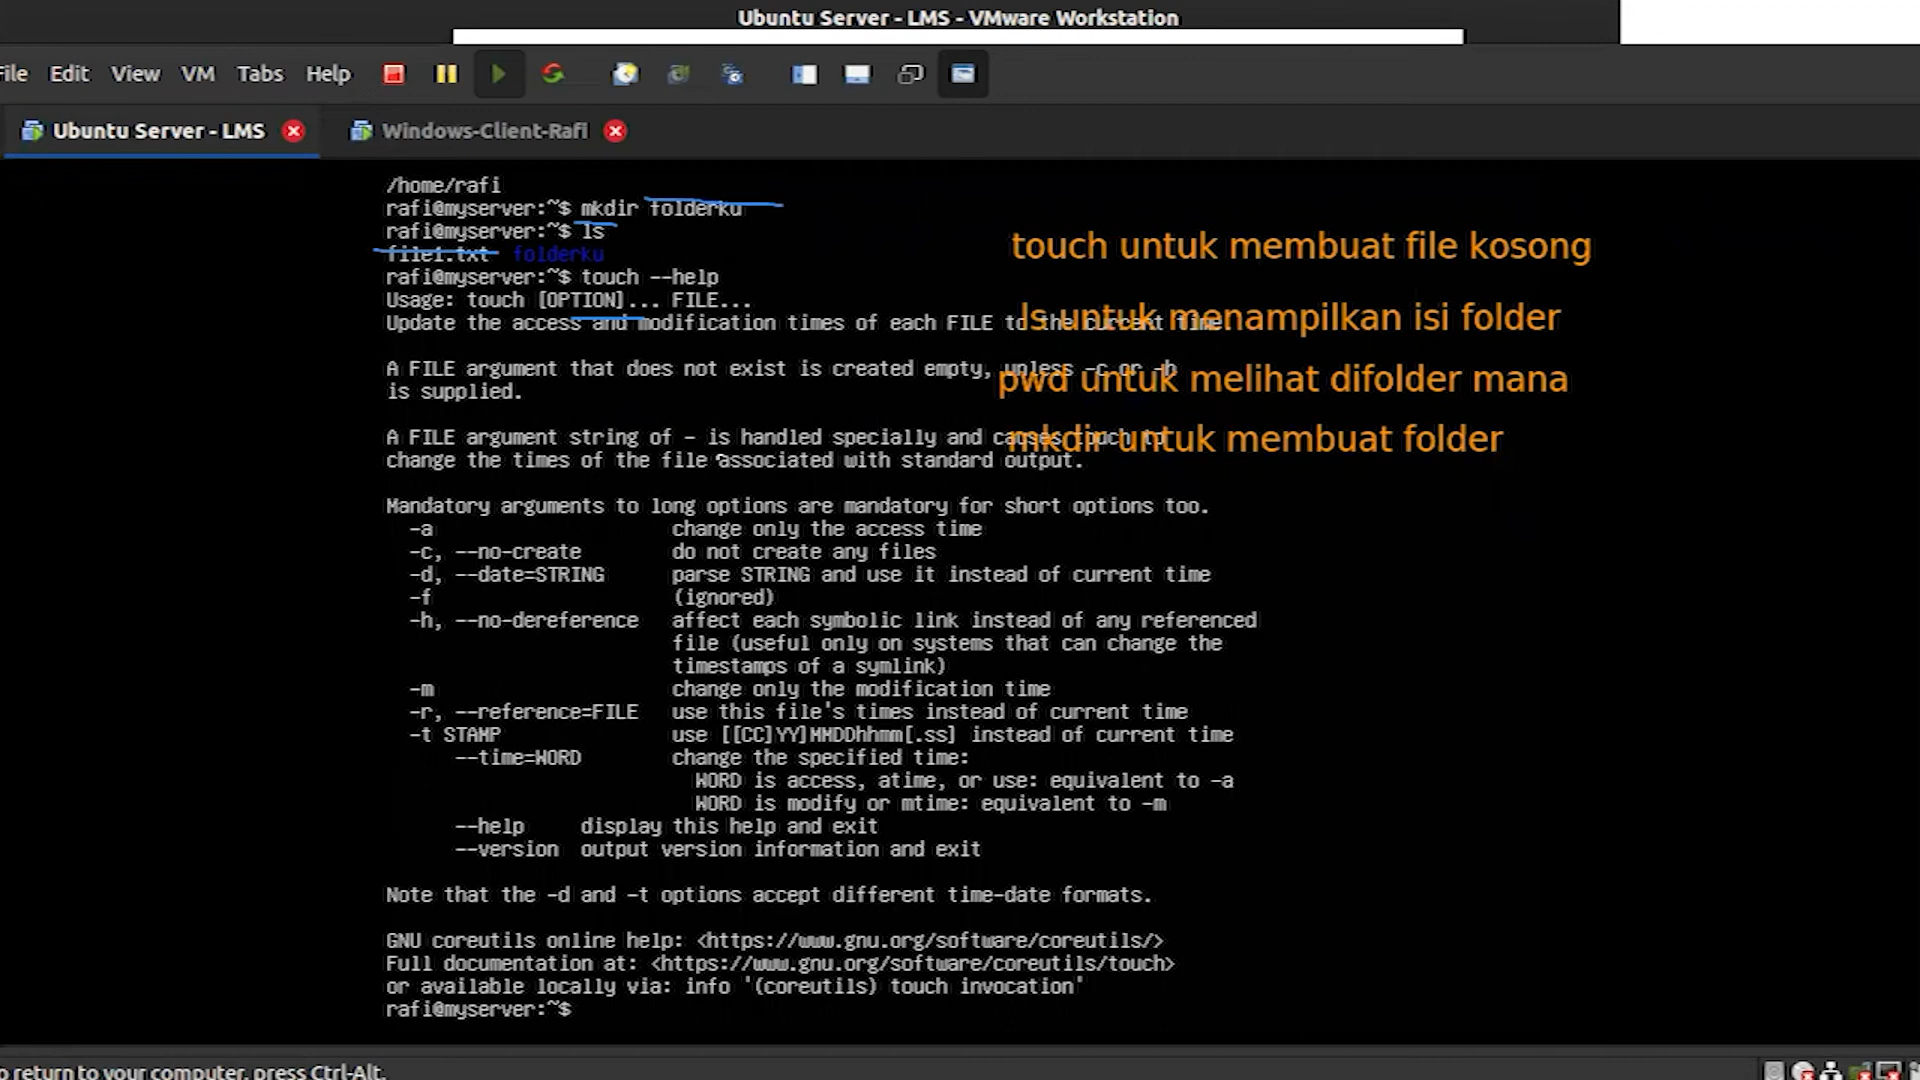 Ubuntu Server - LMS - VMware Workstation
File Edit View VM Tabs Help
Ubuntu Server - LMS
Windows-Client-Rafi
/home/rafi
rafi@myserver:~$ mkdir folderku
rafi@myserver:~$ ls
file1.txt folderku
rafi@myserver:~$ touch --help
Usage: touch [OPTION]... FILE...
Update the access and modification times of each FILE to the current time.
A FILE argument that does not exist is created empty, unless -c or -h
is supplied.
A FILE argument string of - is handled specially and causes touch to
change the times of the file associated with standard output.
Mandatory arguments to long options are mandatory for short options too.
-a change only the access time
-c, --no-create do not create any files
-d, --date=STRING parse STRING and use it instead of current time
-f (ignored)
-h, --no-dereference affect each symbolic link instead of any referenced
file (useful only on systems that can change the
timestamps of a symlink)
-m change only the modification time
-r, --reference=FILE use this file's times instead of current time
-t STAMP use [[CC]YY]MMDDhhmm[.ss] instead of current time
--time=WORD change the specified time:
WORD is access, atime, or use: equivalent to -a
WORD is modify or mtime: equivalent to -m
--help display this help and exit
--version output version information and exit
Note that the -d and -t options accept different time-date formats.
GNU coreutils online help: <https://www.gnu.org/software/coreutils/>
Full documentation at: <https://www.gnu.org/software/coreutils/touch>
or available locally via: info '(coreutils) touch invocation'
rafi@myserver:~$
touch untuk membuat file kosong
ls untuk menampilkan isi folder
pwd untuk melihat difolder mana
mkdir untuk membuat folder
o return to your computer, press Ctrl-Alt.